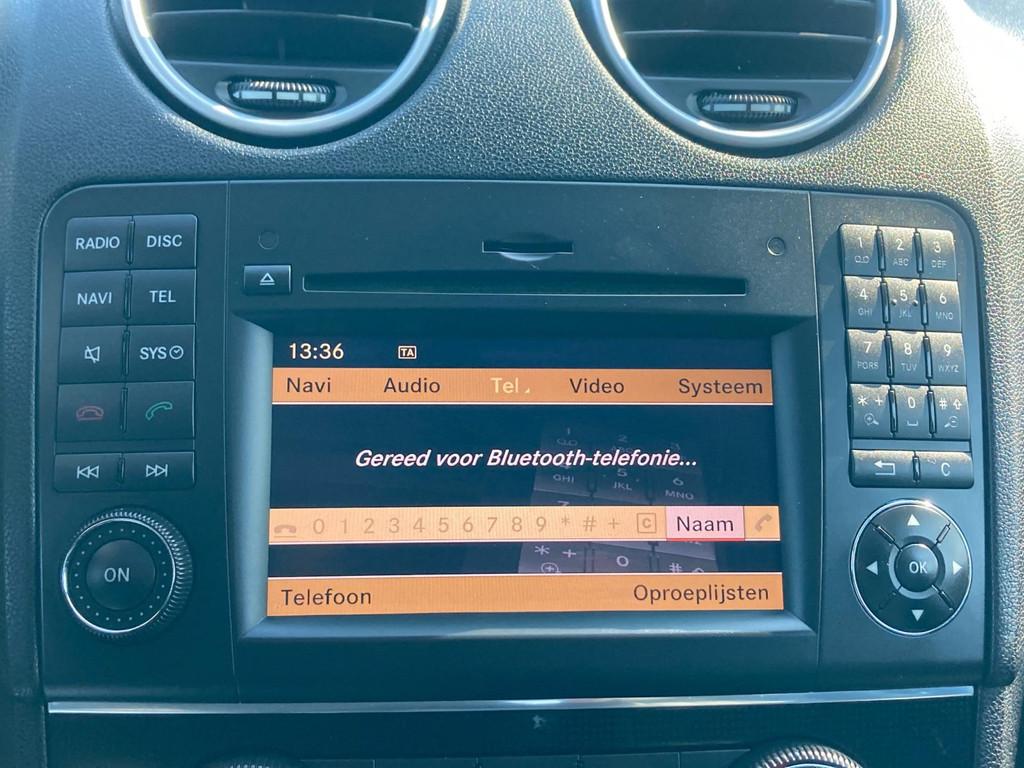 RADIO DISC
NAVI TEL
SYS
ON
13:36 TA
Navi Audio Tel Video Systeem
Gereed voor Bluetooth-telefonie...
0 1 2 3 4 5 6 7 8 9 * # + C Naam
Telefoon Oproeplijsten
1 2 3
ABC DEF
4 5 6
GHI JKL MNO
7 8 9
PQRS TUV WXYZ
* + 0 #
C
OK